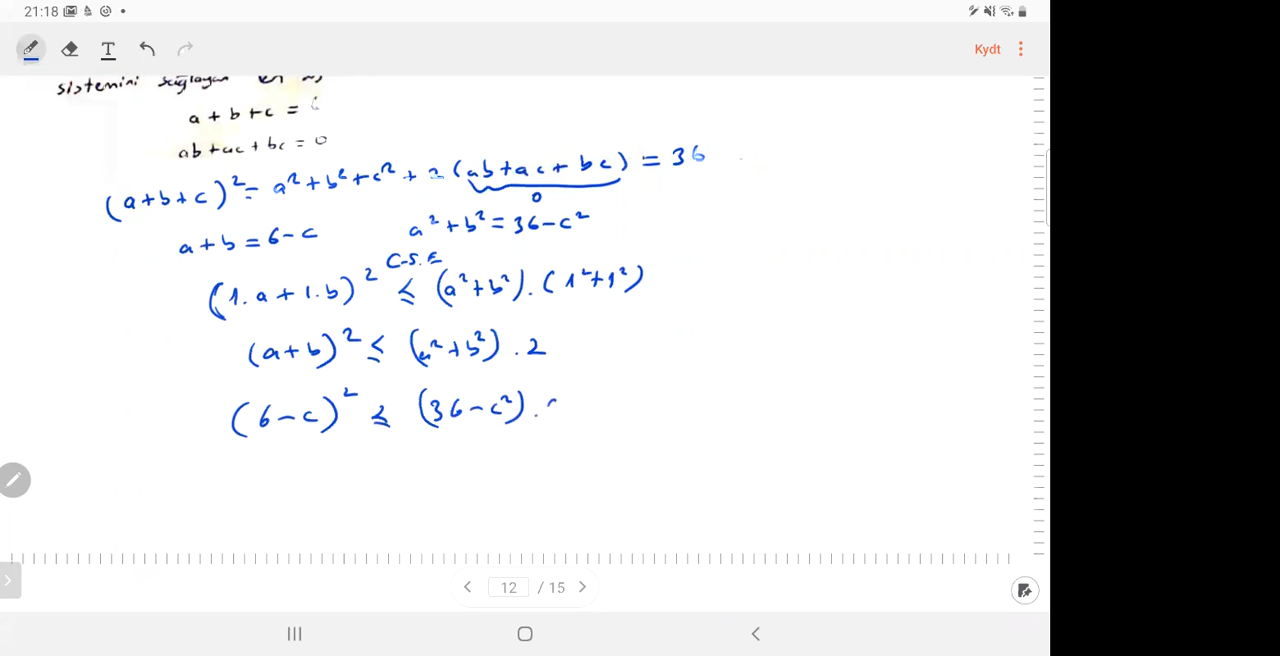 21:18
Kydt
sistemini sağlayan en
a + b + c =
ab + ac + bc = 0
(a+b+c)² = a² + b² + c² + 2 (ab + ac + bc) = 36
0
a + b = 6 - c
a² + b² = 36 - c²
C-S.E
(1.a + 1.b)² ≤ (a² + b²).(1² + 1²)
(a+b)² ≤ (a² + b²) . 2
(6-c)² ≤ (36 - c²) .
12 / 15